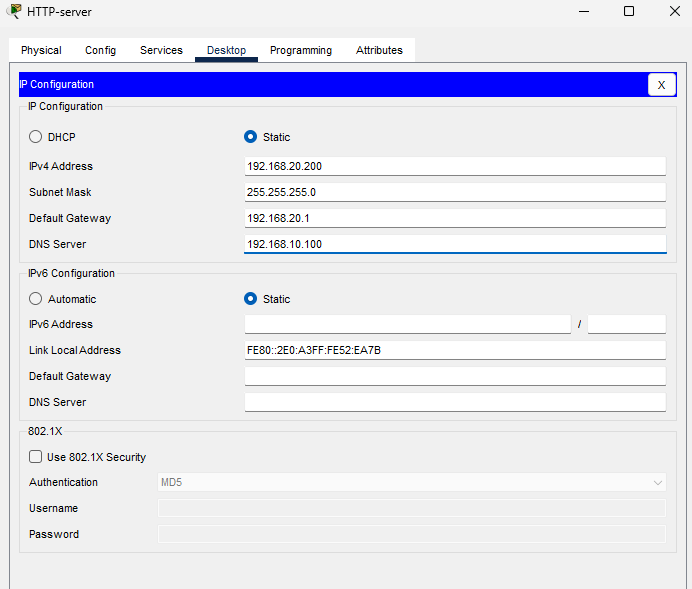 HTTP-server
Physical Config Services Desktop Programming Attributes
IP Configuration X
IP Configuration
DHCP Static
IPv4 Address 192.168.20.200
Subnet Mask 255.255.255.0
Default Gateway 192.168.20.1
DNS Server 192.168.10.100
IPv6 Configuration
Automatic Static
IPv6 Address /
Link Local Address FE80::2E0:A3FF:FE52:EA7B
Default Gateway
DNS Server
802.1X
Use 802.1X Security
Authentication MD5
Username
Password